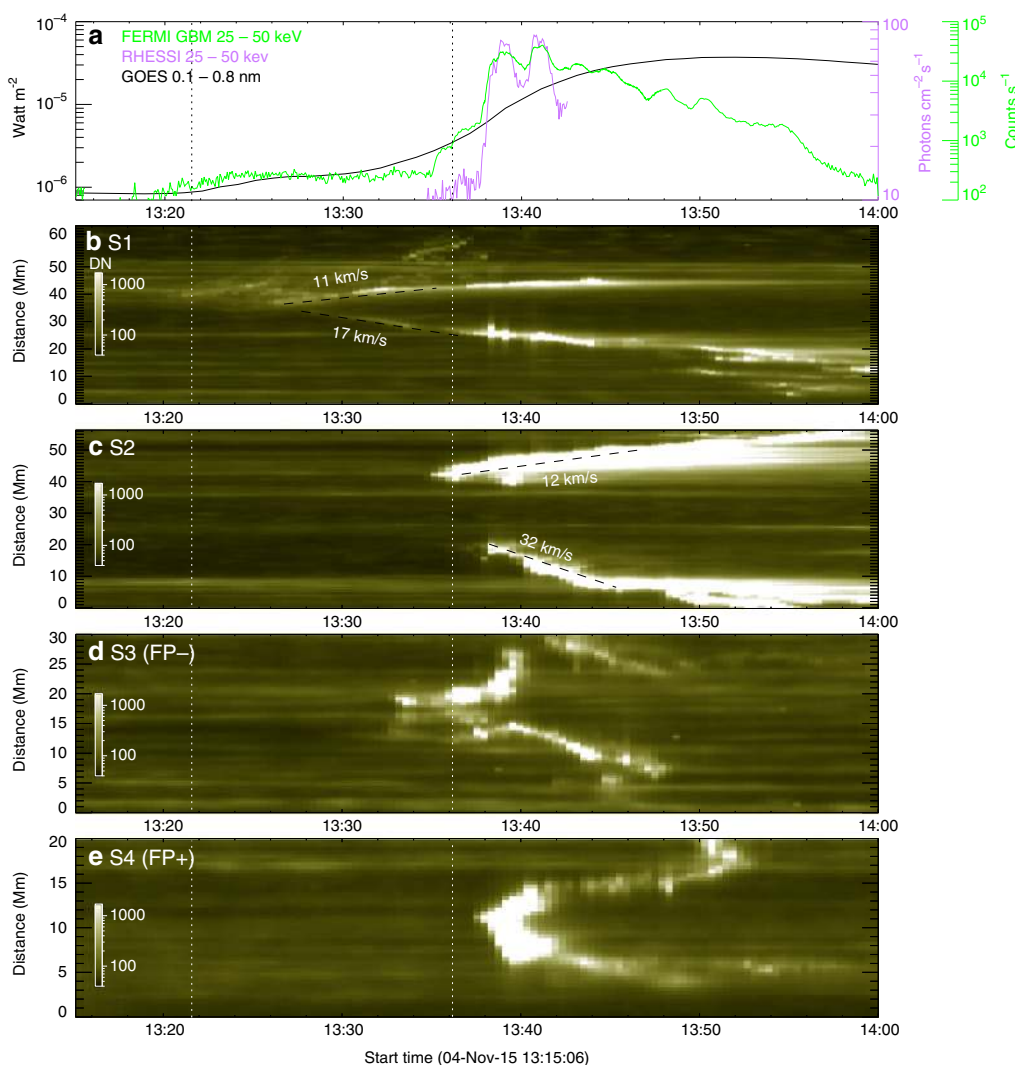 a
FERMI GBM 25 – 50 keV
RHESSI 25 – 50 kev
GOES 0.1 – 0.8 nm
Watt m⁻²
10⁻⁴
10⁻⁵
10⁻⁶
100
10
Photons cm⁻² s⁻¹
10⁵
10⁴
10³
10²
Counts s⁻¹
13:20 13:30 13:40 13:50 14:00
b S1
DN
1000
100
11 km/s
17 km/s
Distance (Mm)
60
50
40
30
20
10
0
13:20 13:30 13:40 13:50 14:00
c S2
1000
100
12 km/s
32 km/s
Distance (Mm)
50
40
30
20
10
0
13:20 13:30 13:40 13:50 14:00
d S3 (FP–)
1000
100
Distance (Mm)
30
25
20
15
10
5
0
13:20 13:30 13:40 13:50 14:00
e S4 (FP+)
1000
100
Distance (Mm)
20
15
10
5
0
13:20 13:30 13:40 13:50 14:00
Start time (04-Nov-15 13:15:06)